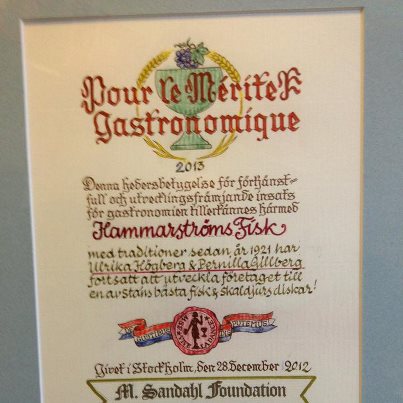 Pour le Mérite
Gastronomique
2013
Denna hedersbetygelse för förtjänst-
full och utvecklingsfrämjande insats
för gastronomien tillerkännes härmed
Hammarströms Fisk
med traditioner sedan år 1921 har
Ulrika Högberg & Pernilla Gillberg
fortsatt att utveckla företaget till
en av stans bästa fisk & skaldjurs diskar!
Givet i Stockholm, den 28 december 2012
M. Sandahl Foundation